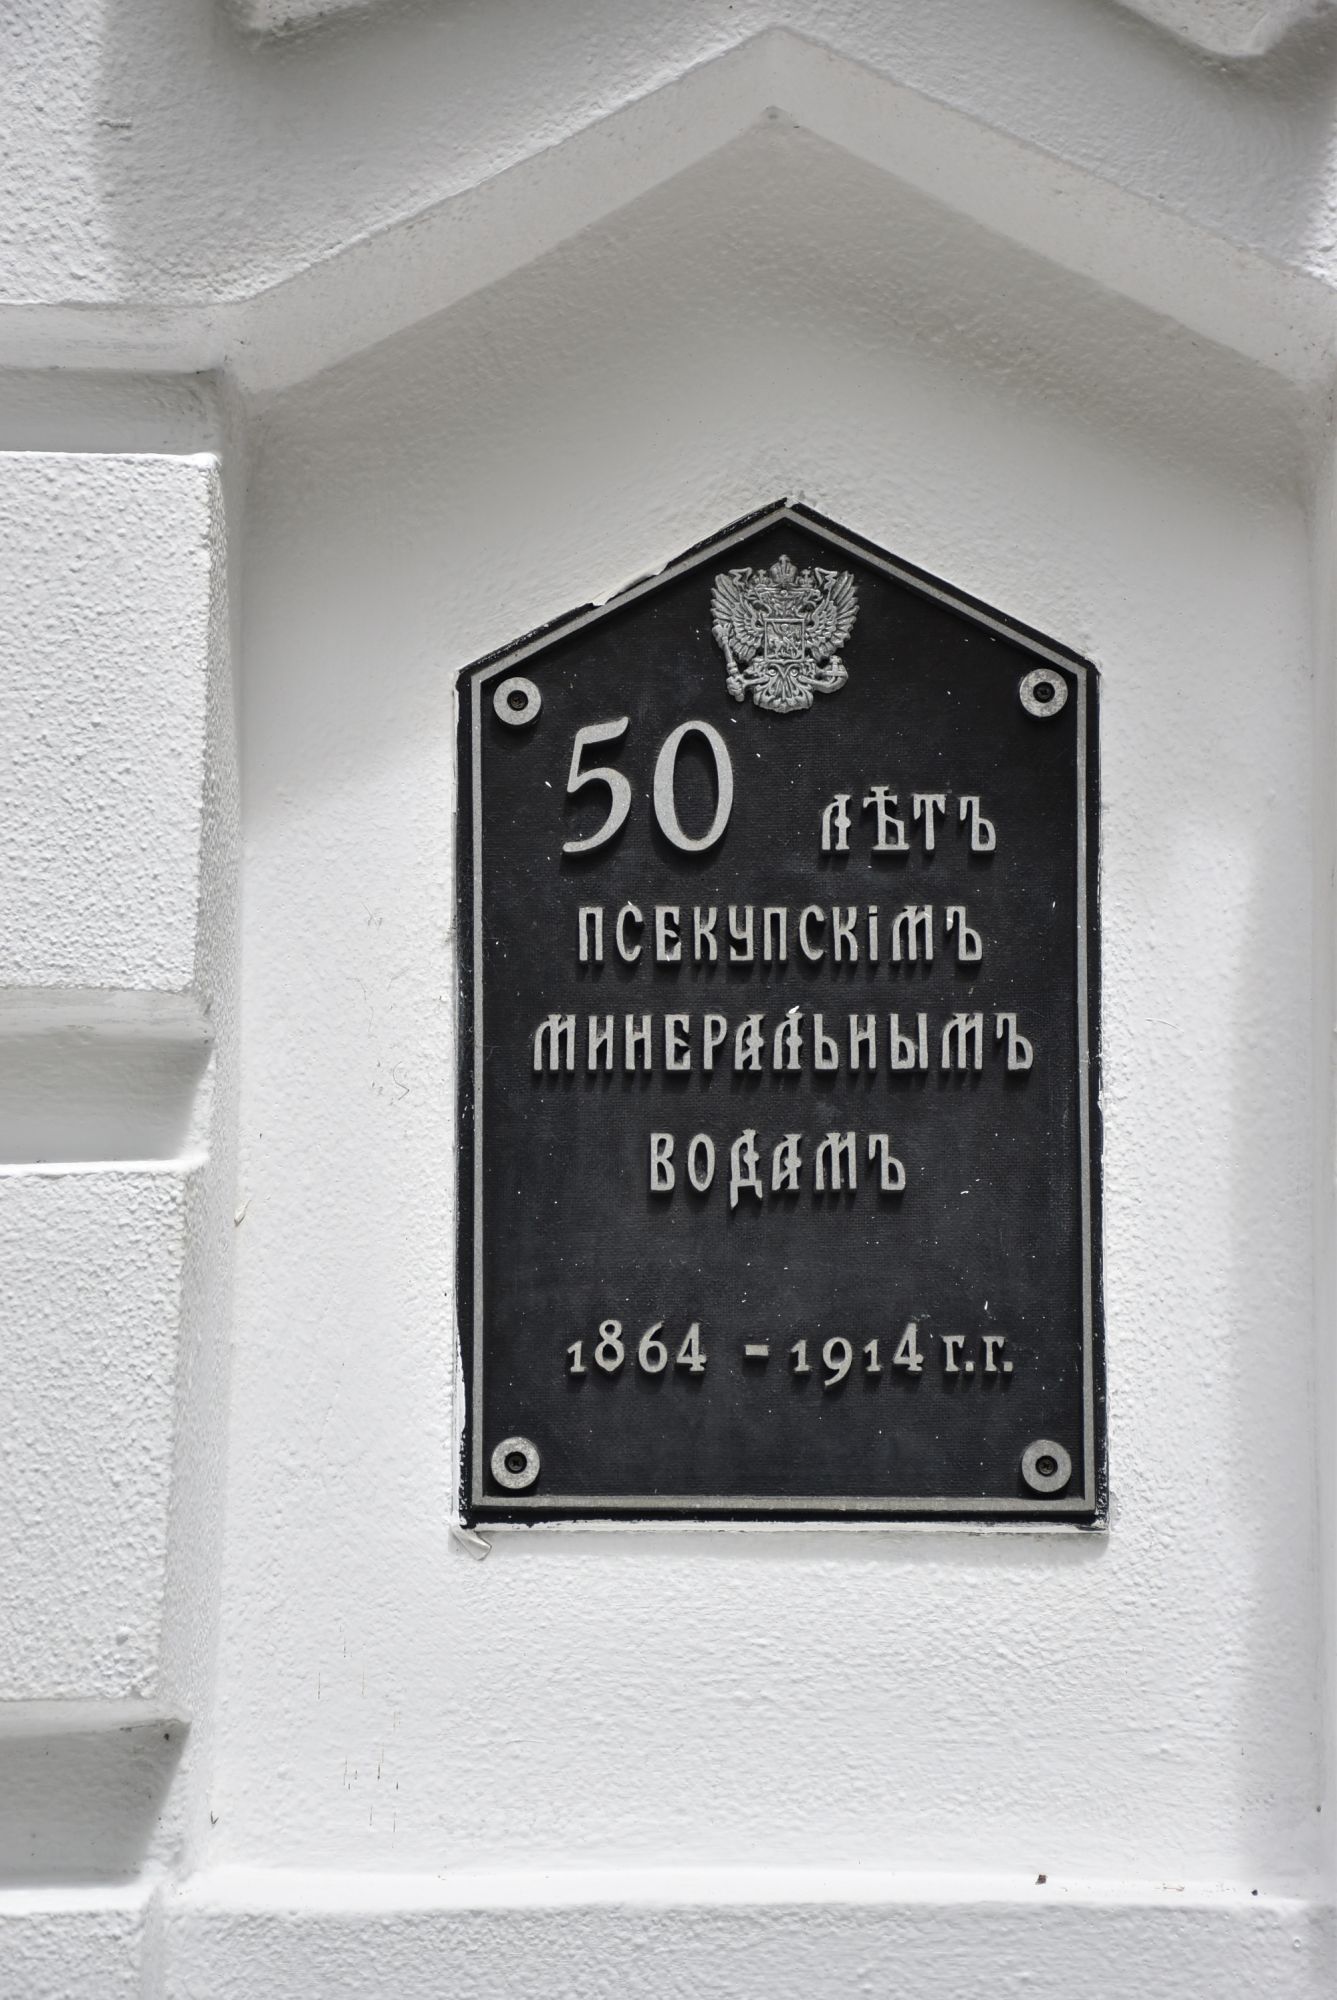 50 лѣтъ
псекупскiмъ
минеральнымъ
водамъ
1864 - 1914 г.г.